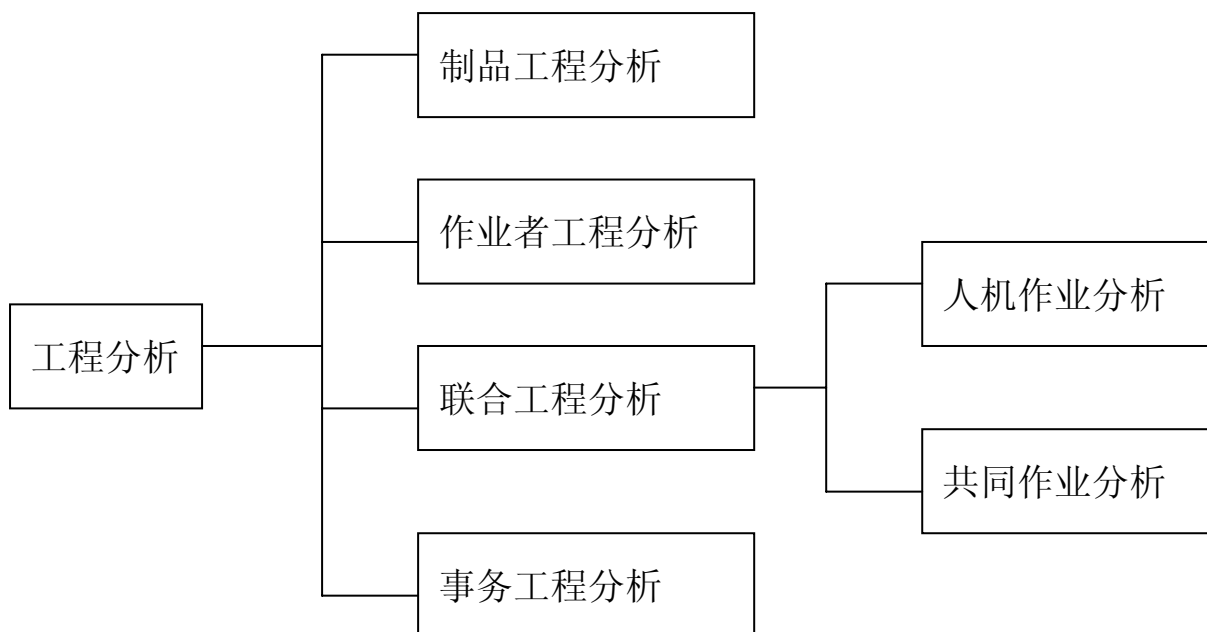 制品工程分析
作业者工程分析
人机作业分析
工程分析
联合工程分析
共同作业分析
事务工程分析